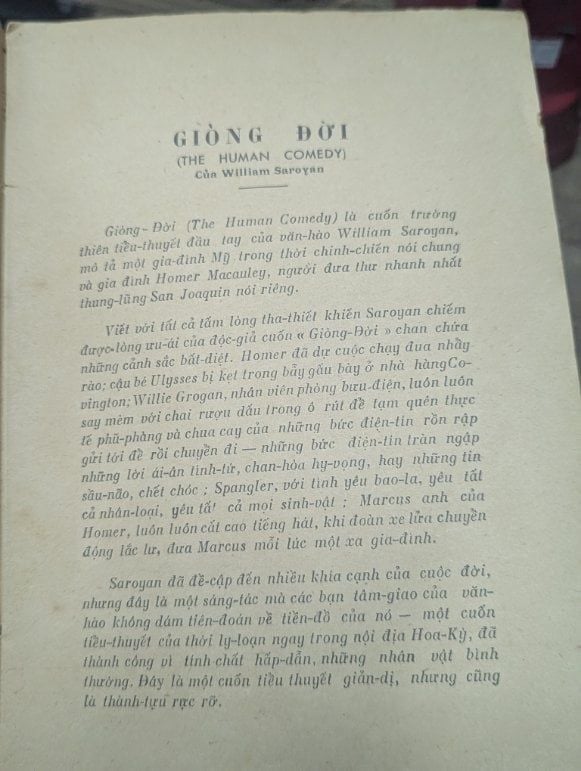 GIÒNG ĐỜI
(THE HUMAN COMEDY)
Của William Saroyan
Giòng-Đời (The Human Comedy) là cuốn trường
thiên tiểu-thuyết đầu tay của văn-hào William Saroyan,
mô tả một gia-đình Mỹ trong thời chinh-chiến nói chung
và gia đình Homer Macauley, người đưa thư nhanh nhất
thung-lũng San Joaquin nói riêng.
Viết với tất cả tấm lòng tha-thiết khiến Saroyan chiếm
được lòng ưu-ái của độc-giả cuốn « Giòng-Đời » chan chứa
những cảnh sắc bất-diệt. Homer đã dự cuộc chạy đua nhảy
rào; cậu bé Ulysses bị kẹt trong bẫy gấu bày ở nhà hàngCo-
vington; Willie Grogan, nhân viên phòng bưu-điện, luôn luôn
say mèm với chai rượu dấu trong ô rút để tạm quên thực
tế phũ-phàng và chua cay của những bức điện-tín rồn rập
gửi tới để rồi chuyển đi — những bức điện-tín tràn ngập
những lời ái-ân tình-tứ, chan-hòa hy-vọng, hay những tin
sầu-não, chết chóc ; Spangler, với tình yêu bao-la, yêu tất
cả nhân-loại, yêu tất cả mọi sinh-vật ; Marcus anh của
Homer, luôn luôn cất cao tiếng hát, khi đoàn xe lửa chuyển
động lắc lư, đưa Marcus mỗi lúc một xa gia-đình.
Saroyan đã đề-cập đến nhiều khía cạnh của cuộc đời,
nhưng đây là một sáng-tác mà các bạn tâm-giao của văn-
hào không dám tiên-đoán về tiền-đồ của nó — một cuốn
tiểu-thuyết của thời ly-loạn ngay trong nội địa Hoa-Kỳ, đã
thành công vì tính chất hấp-dẫn, những nhân vật bình
thường. Đây là một cuốn tiểu thuyết giản-dị, nhưng cũng
là thành-tựu rực rỡ.